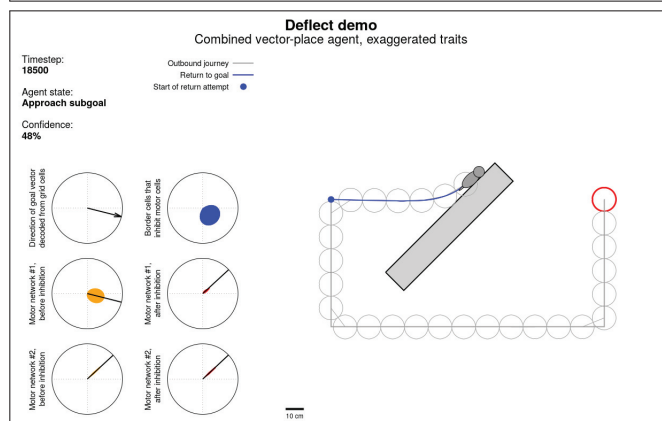 Deflect demo
Combined vector-place agent, exaggerated traits
Timestep:
18500
Agent state:
Approach subgoal
Confidence:
48%
Outbound journey
Return to goal
Start of return attempt
Direction of goal vector
decoded from grid cells
Border cells that
inhibit motor cells
Motor network #1,
before inhibition
Motor network #1,
after inhibition
Motor network #2,
before inhibition
Motor network #2,
after inhibition
10 cm